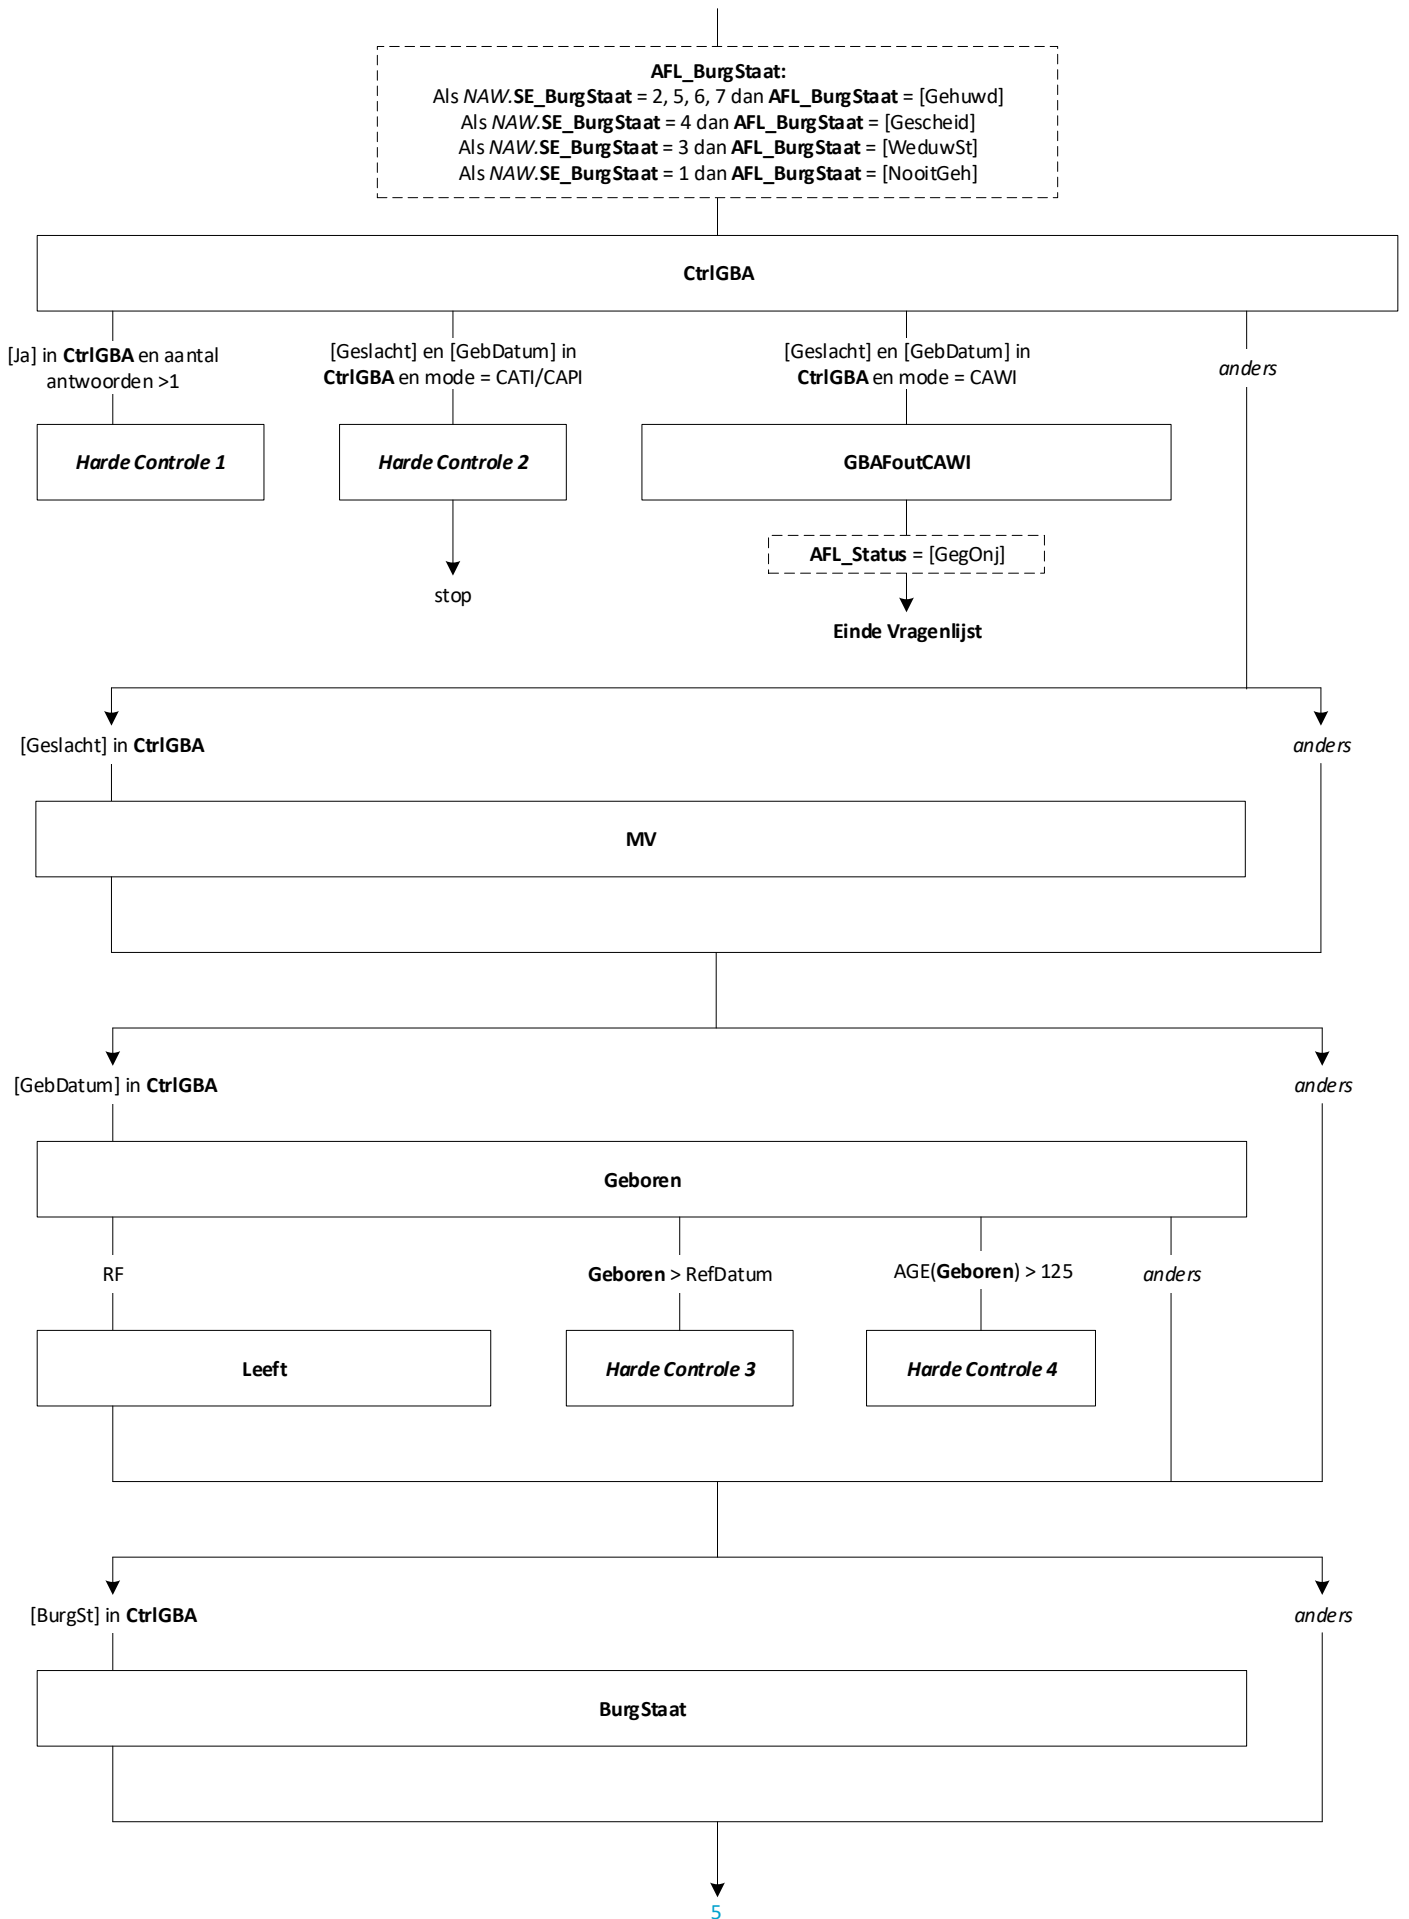 AFL_BurgStaat:
Als NAW.SE_BurgStaat = 2, 5, 6, 7 dan AFL_BurgStaat = [Gehuwd]
Als NAW.SE_BurgStaat = 4 dan AFL_BurgStaat = [Gescheid]
Als NAW.SE_BurgStaat = 3 dan AFL_BurgStaat = [WeduwSt]
Als NAW.SE_BurgStaat = 1 dan AFL_BurgStaat = [NooitGeh]
CtrlGBA
[Ja] in CtrlGBA en aantal
antwoorden >1
[Geslacht] en [GebDatum] in
CtrlGBA en mode = CATI/CAPI
[Geslacht] en [GebDatum] in
CtrlGBA en mode = CAWI
anders
Harde Controle 1
Harde Controle 2
GBAFoutCAWI
AFL_Status = [GegOnj]
stop
Einde Vragenlijst
[Geslacht] in CtrlGBA
anders
MV
[GebDatum] in CtrlGBA
anders
Geboren
RF
Geboren > RefDatum
AGE(Geboren) > 125
anders
Leeft
Harde Controle 3
Harde Controle 4
[BurgSt] in CtrlGBA
anders
BurgStaat
5